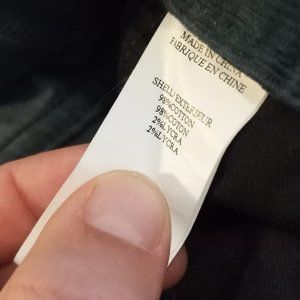 MADE IN CHINA
FABRIQUE EN CHINE
SHELL/EXTERIEUR
98%COTTON
98%COTON
2%LYCRA
2%LYCRA